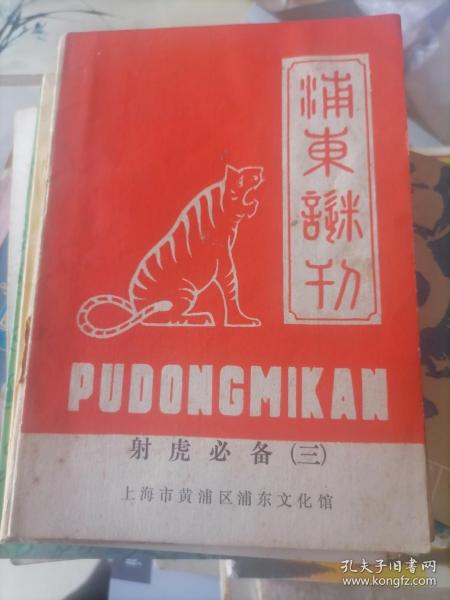 浦東謎刊
PUDONGMIKAN
射虎必备(三)
上海市黄浦区浦东文化馆
孔夫子旧书网
www.kongfz.com